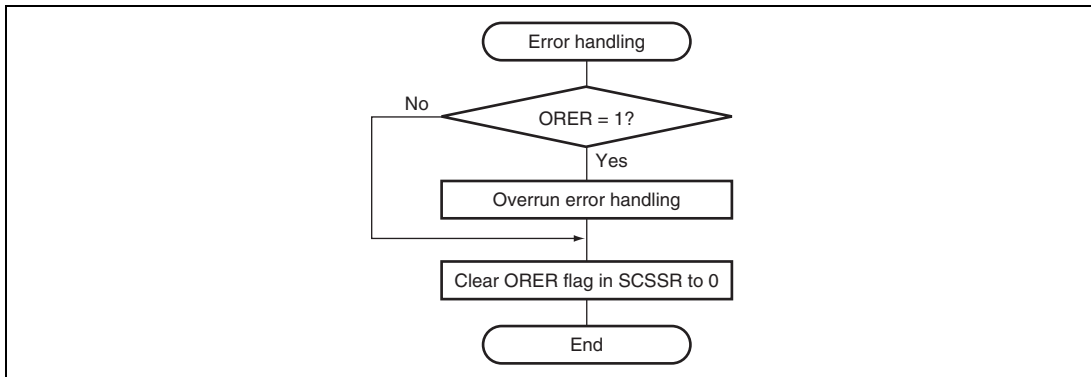 Error handling
ORER = 1?
No
Yes
Overrun error handling
Clear ORER flag in SCSSR to 0
End